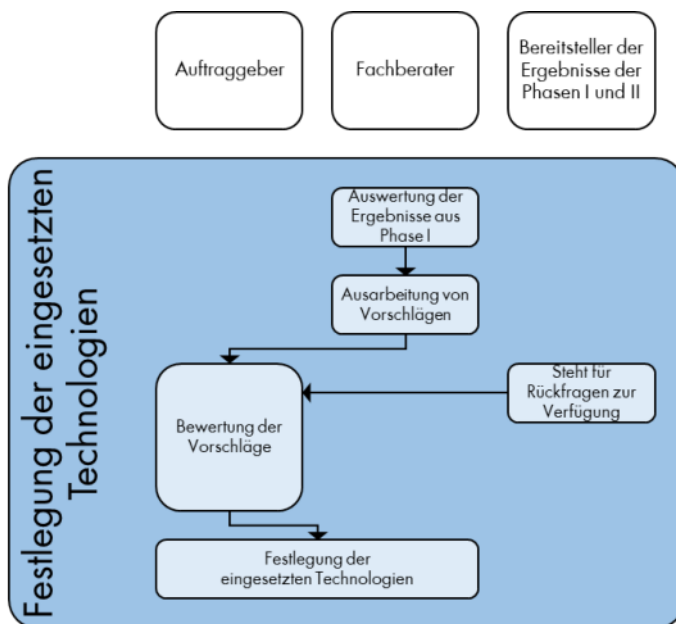 Auftraggeber
Fachberater
Bereitsteller der
Ergebnisse der
Phasen I und II
Festlegung der eingesetzten
Technologien
Auswertung der
Ergebnisse aus
Phase I
Ausarbeitung von
Vorschlägen
Steht für
Rückfragen zur
Verfügung
Bewertung der
Vorschläge
Festlegung der
eingesetzten Technologien